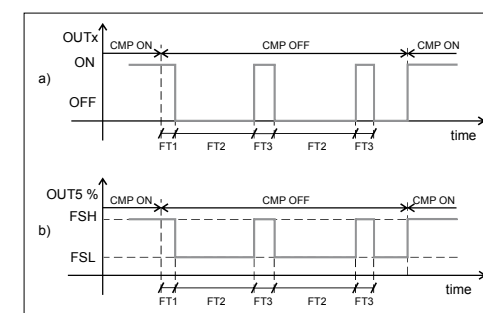 OUTx
CMP ON CMP OFF CMP ON
ON
a)
OFF
time
FT1 FT2 FT3 FT2 FT3
OUT5 %
CMP ON CMP OFF CMP ON
FSH
b)
FSL
time
FT1 FT2 FT3 FT2 FT3